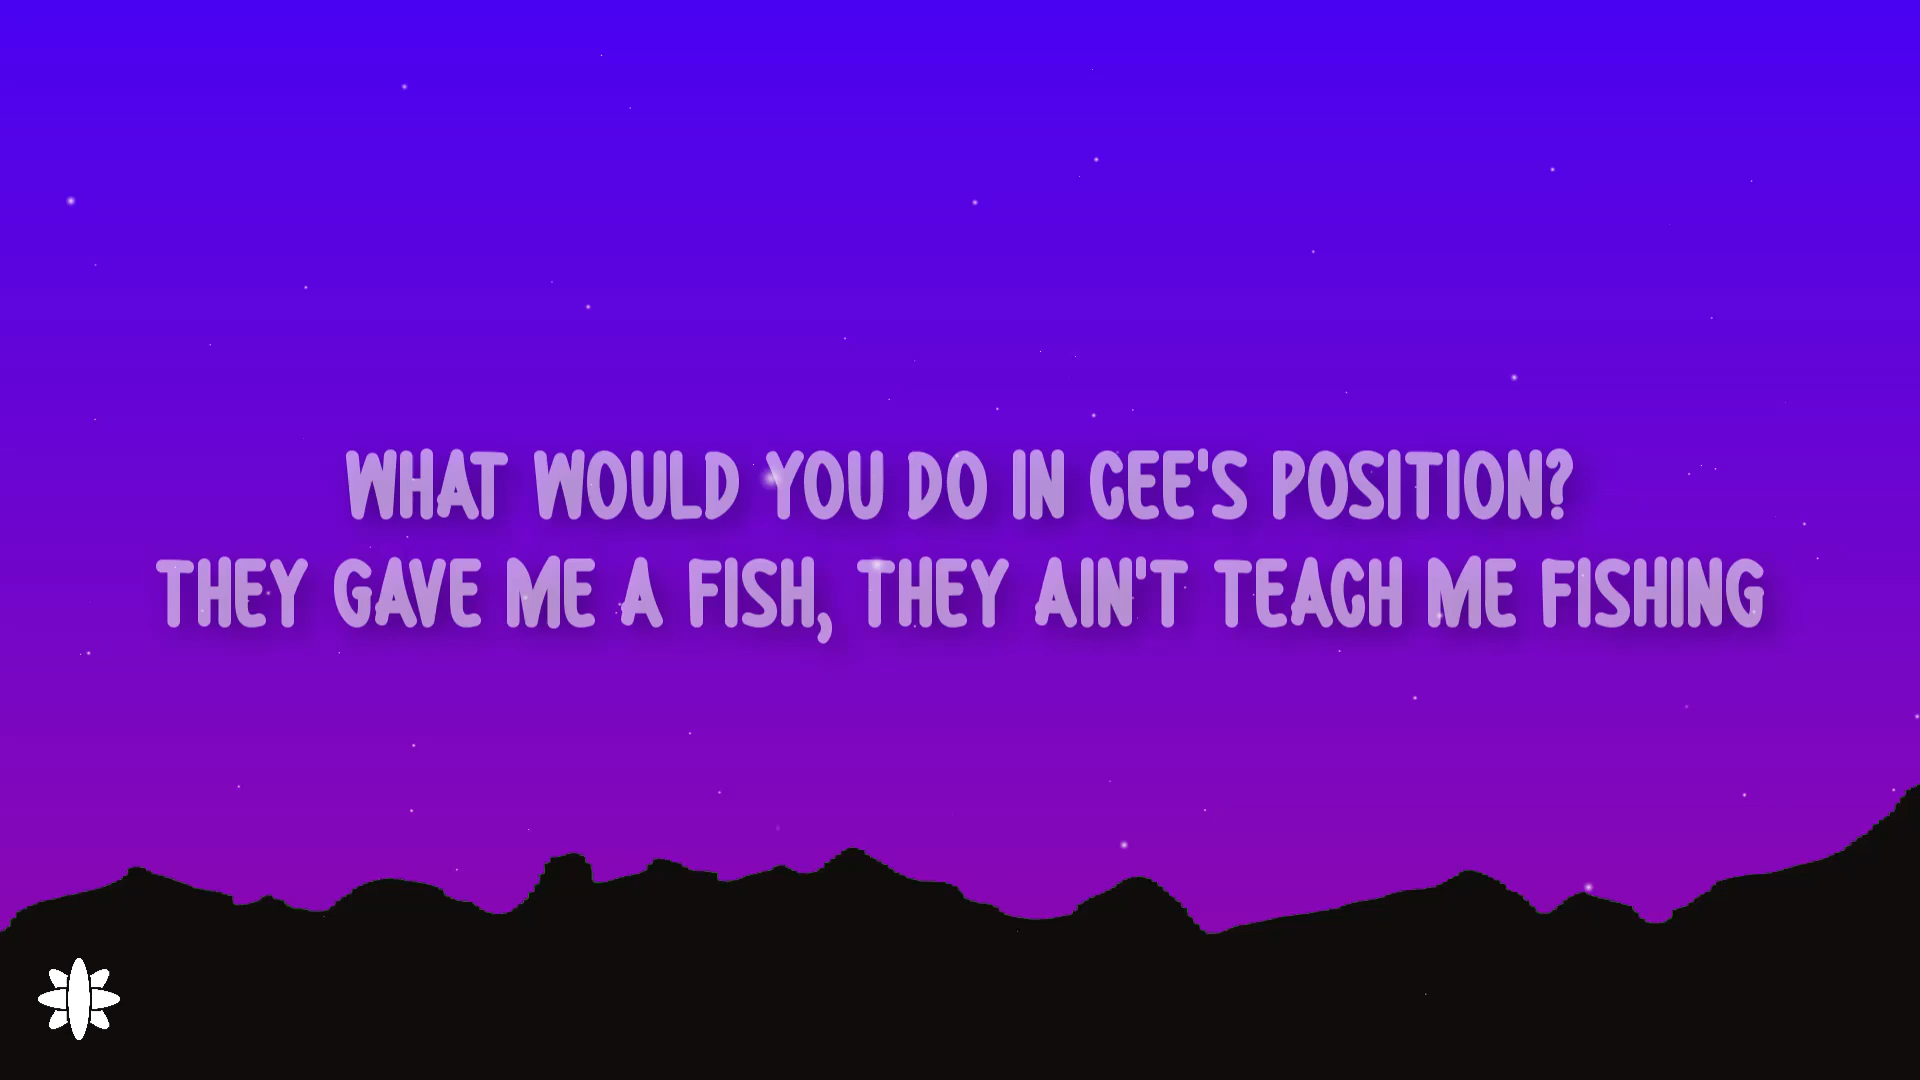 WHAT WOULD YOU DO IN GEE'S POSITION?
THEY GAVE ME A FISH, THEY AIN'T TEACH ME FISHING